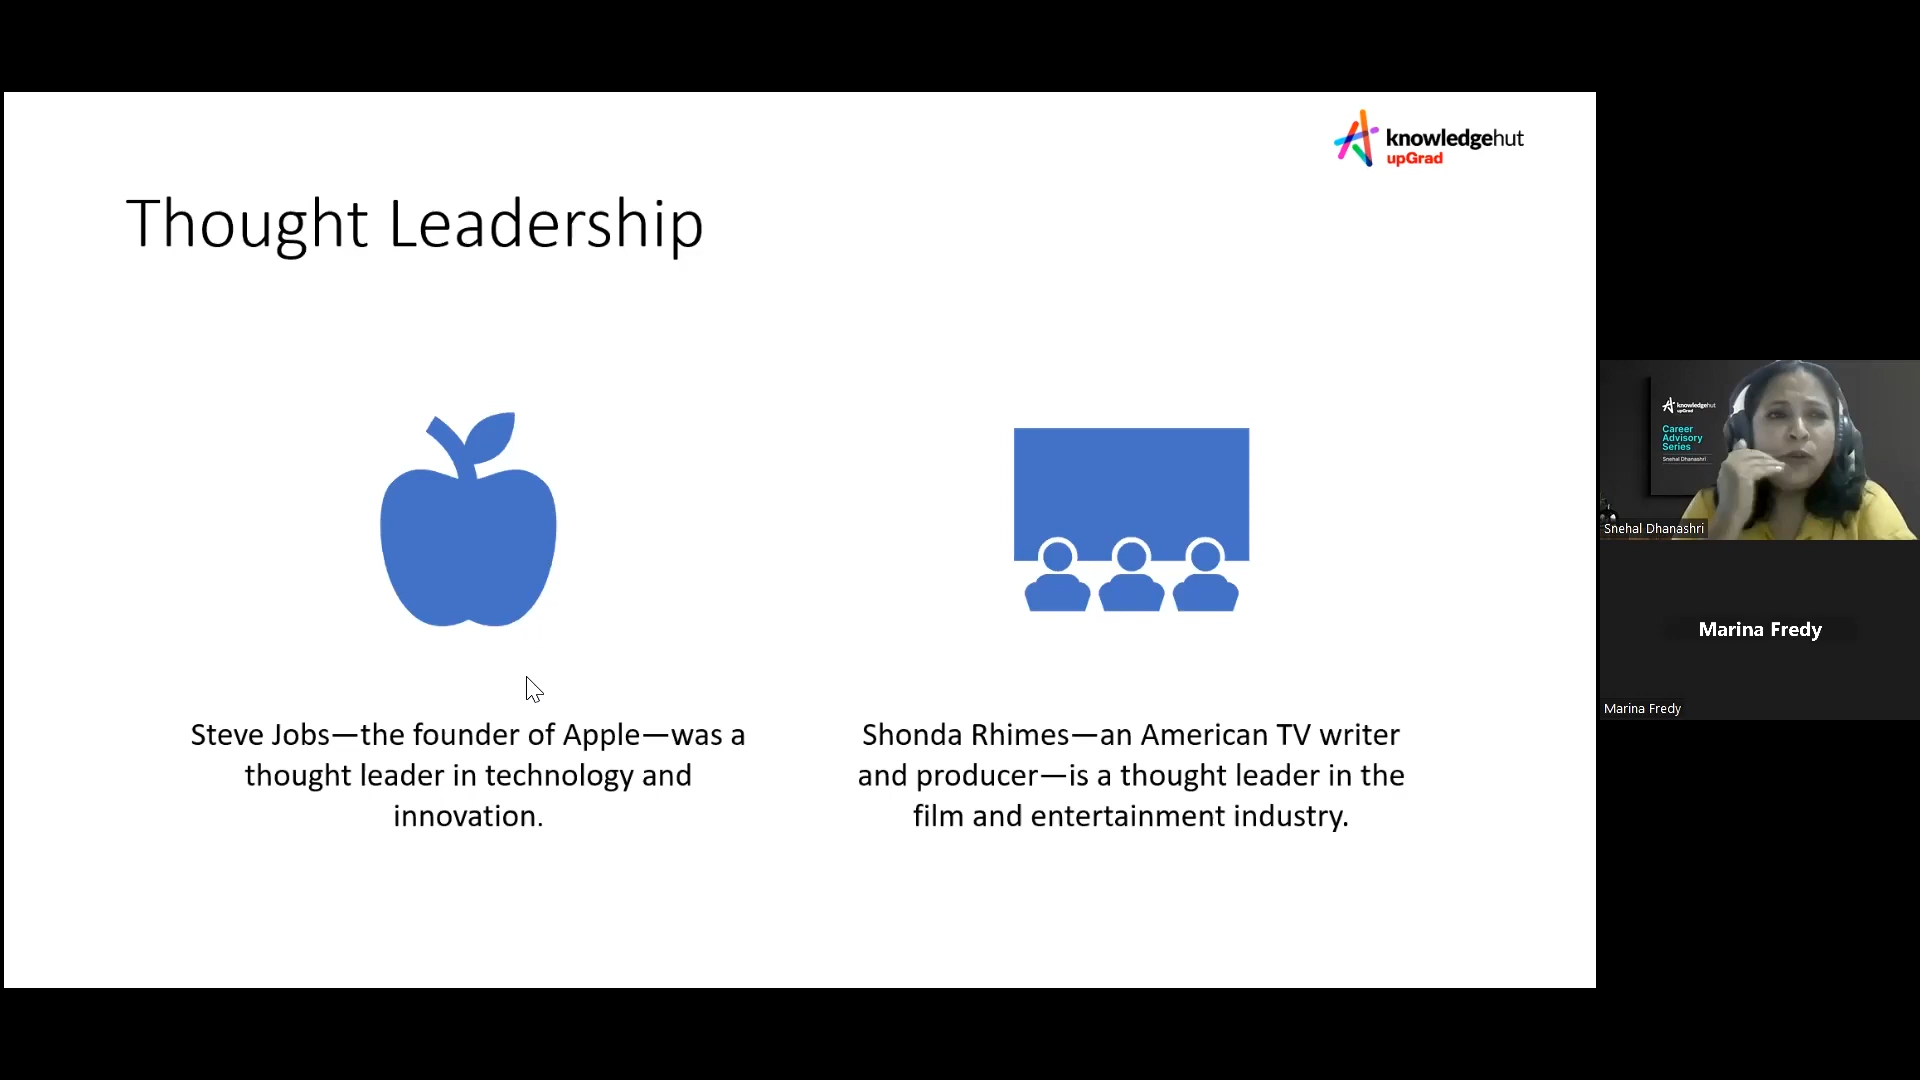 knowledgehut
upGrad
Thought Leadership
Steve Jobs—the founder of Apple—was a
thought leader in technology and
innovation.
Shonda Rhimes—an American TV writer
and producer—is a thought leader in the
film and entertainment industry.
knowledgehut
upGrad
Career
Advisory
Series
Snehal Dhanashri
Snehal Dhanashri
Marina Fredy
Marina Fredy